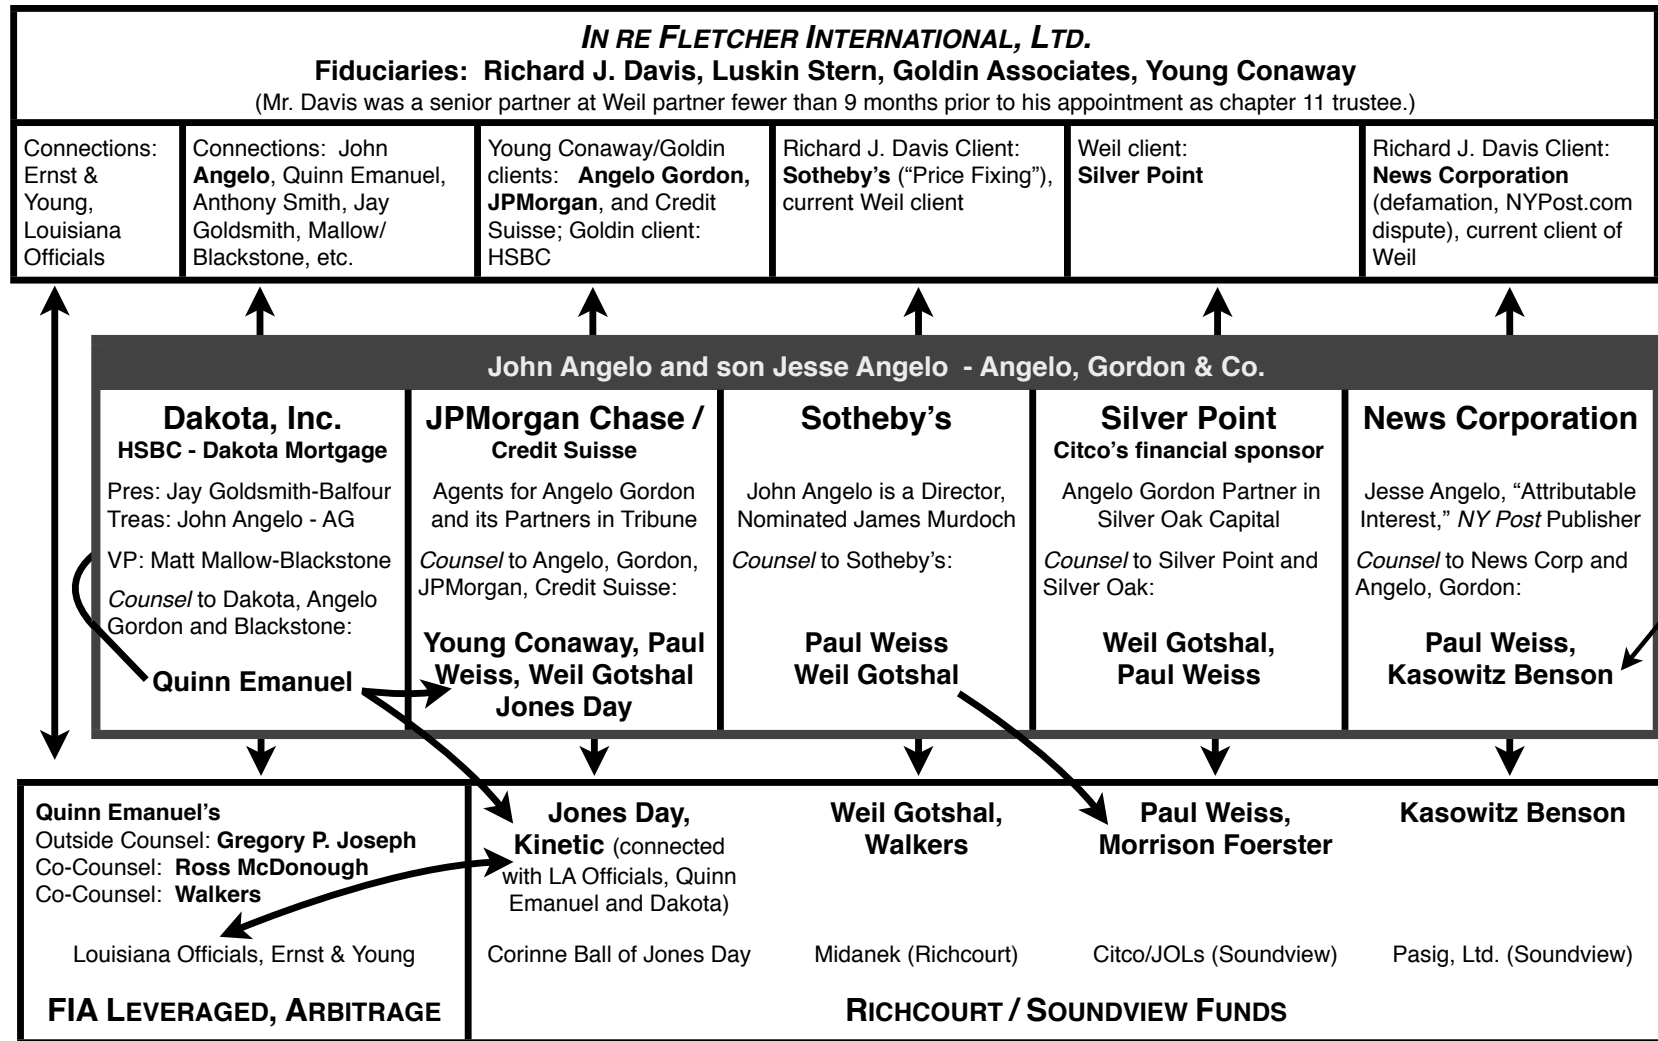 IN RE FLETCHER INTERNATIONAL, LTD.
Fiduciaries: Richard J. Davis, Luskin Stern, Goldin Associates, Young Conaway
(Mr. Davis was a senior partner at Weil partner fewer than 9 months prior to his appointment as chapter 11 trustee.)
Connections:
Ernst &
Young,
Louisiana
Officials
Connections: John
Angelo, Quinn Emanuel,
Anthony Smith, Jay
Goldsmith, Mallow/
Blackstone, etc.
Young Conaway/Goldin
clients: Angelo Gordon,
JPMorgan, and Credit
Suisse; Goldin client:
HSBC
Richard J. Davis Client:
Sotheby's (“Price Fixing”),
current Weil client
Weil client:
Silver Point
Richard J. Davis Client:
News Corporation
(defamation, NYPost.com
dispute), current client of
Weil
John Angelo and son Jesse Angelo - Angelo, Gordon & Co.
Dakota, Inc.
HSBC - Dakota Mortgage
Pres: Jay Goldsmith-Balfour
Treas: John Angelo - AG
VP: Matt Mallow-Blackstone
Counsel to Dakota, Angelo
Gordon and Blackstone:
Quinn Emanuel
JPMorgan Chase /
Credit Suisse
Agents for Angelo Gordon
and its Partners in Tribune
Counsel to Angelo, Gordon,
JPMorgan, Credit Suisse:
Young Conaway, Paul
Weiss, Weil Gotshal
Jones Day
Sotheby's
John Angelo is a Director,
Nominated James Murdoch
Counsel to Sotheby's:
Paul Weiss
Weil Gotshal
Silver Point
Citco's financial sponsor
Angelo Gordon Partner in
Silver Oak Capital
Counsel to Silver Point and
Silver Oak:
Weil Gotshal,
Paul Weiss
News Corporation
Jesse Angelo, “Attributable
Interest,” NY Post Publisher
Counsel to News Corp and
Angelo, Gordon:
Paul Weiss,
Kasowitz Benson
Quinn Emanuel's
Outside Counsel: Gregory P. Joseph
Co-Counsel: Ross McDonough
Co-Counsel: Walkers
Louisiana Officials, Ernst & Young
FIA LEVERAGED, ARBITRAGE
Jones Day,
Kinetic (connected
with LA Officials, Quinn
Emanuel and Dakota)
Corinne Ball of Jones Day
Weil Gotshal,
Walkers
Midanek (Richcourt)
Paul Weiss,
Morrison Foerster
Citco/JOLs (Soundview)
Kasowitz Benson
Pasig, Ltd. (Soundview)
RICHCOURT / SOUNDVIEW FUNDS